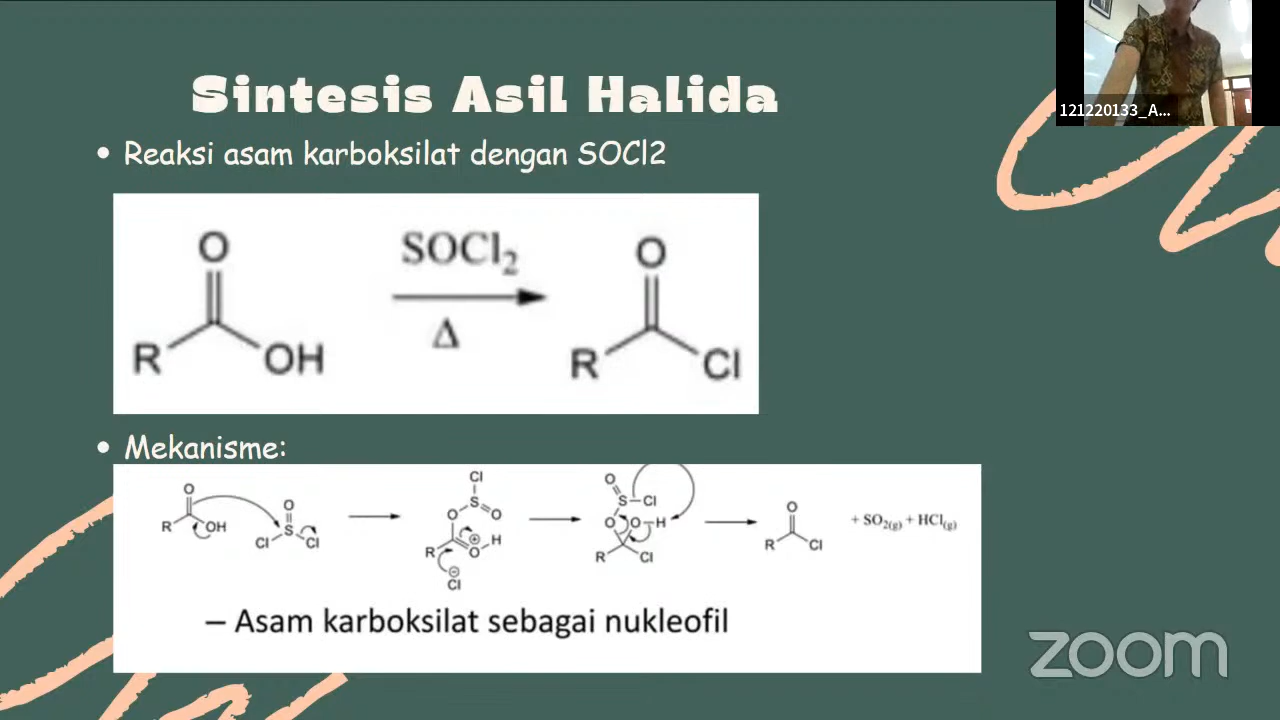 121220133_A...
Sintesis Asil Halida
• Reaksi asam karboksilat dengan SOCl2
O
R
OH
SOCl₂
Δ
O
R
Cl
• Mekanisme:
O
R
OH
O
S
Cl
Cl
Cl
S
O
O
R
⊕
O
H
⊖
Cl
O
S
Cl
O
O
H
R
Cl
O
R
Cl
+ SO₂(g) + HCl(g)
– Asam karboksilat sebagai nukleofil
zoom